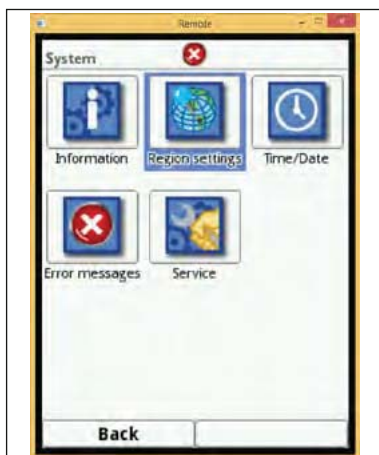 Remote
System
Information Region settings Time/Date
Error messages Service
Back